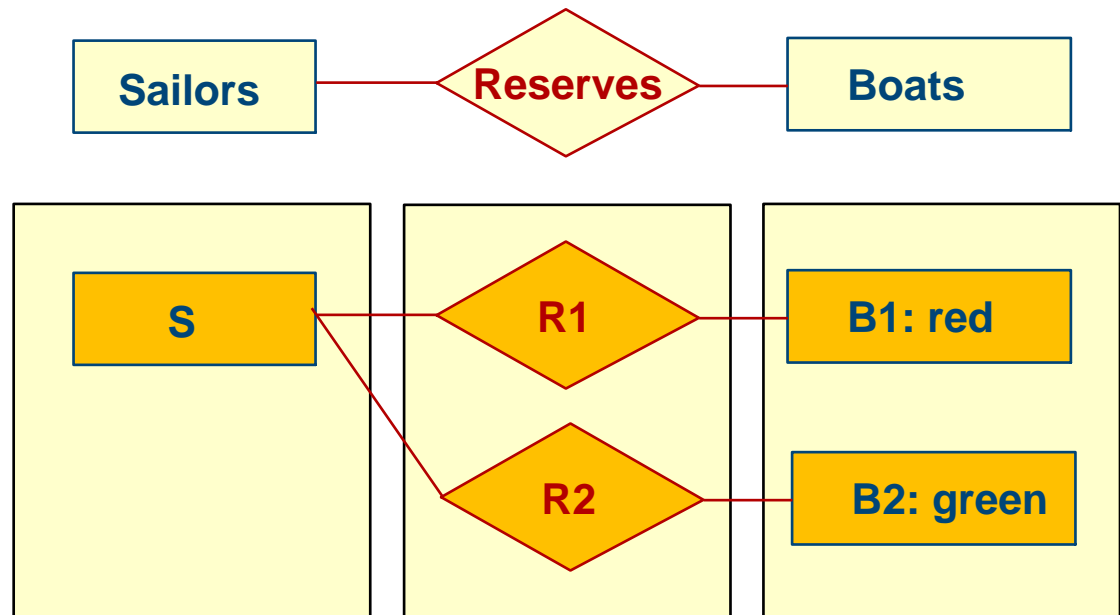 Sailors
Reserves
Boats
S
R1
B1: red
R2
B2: green